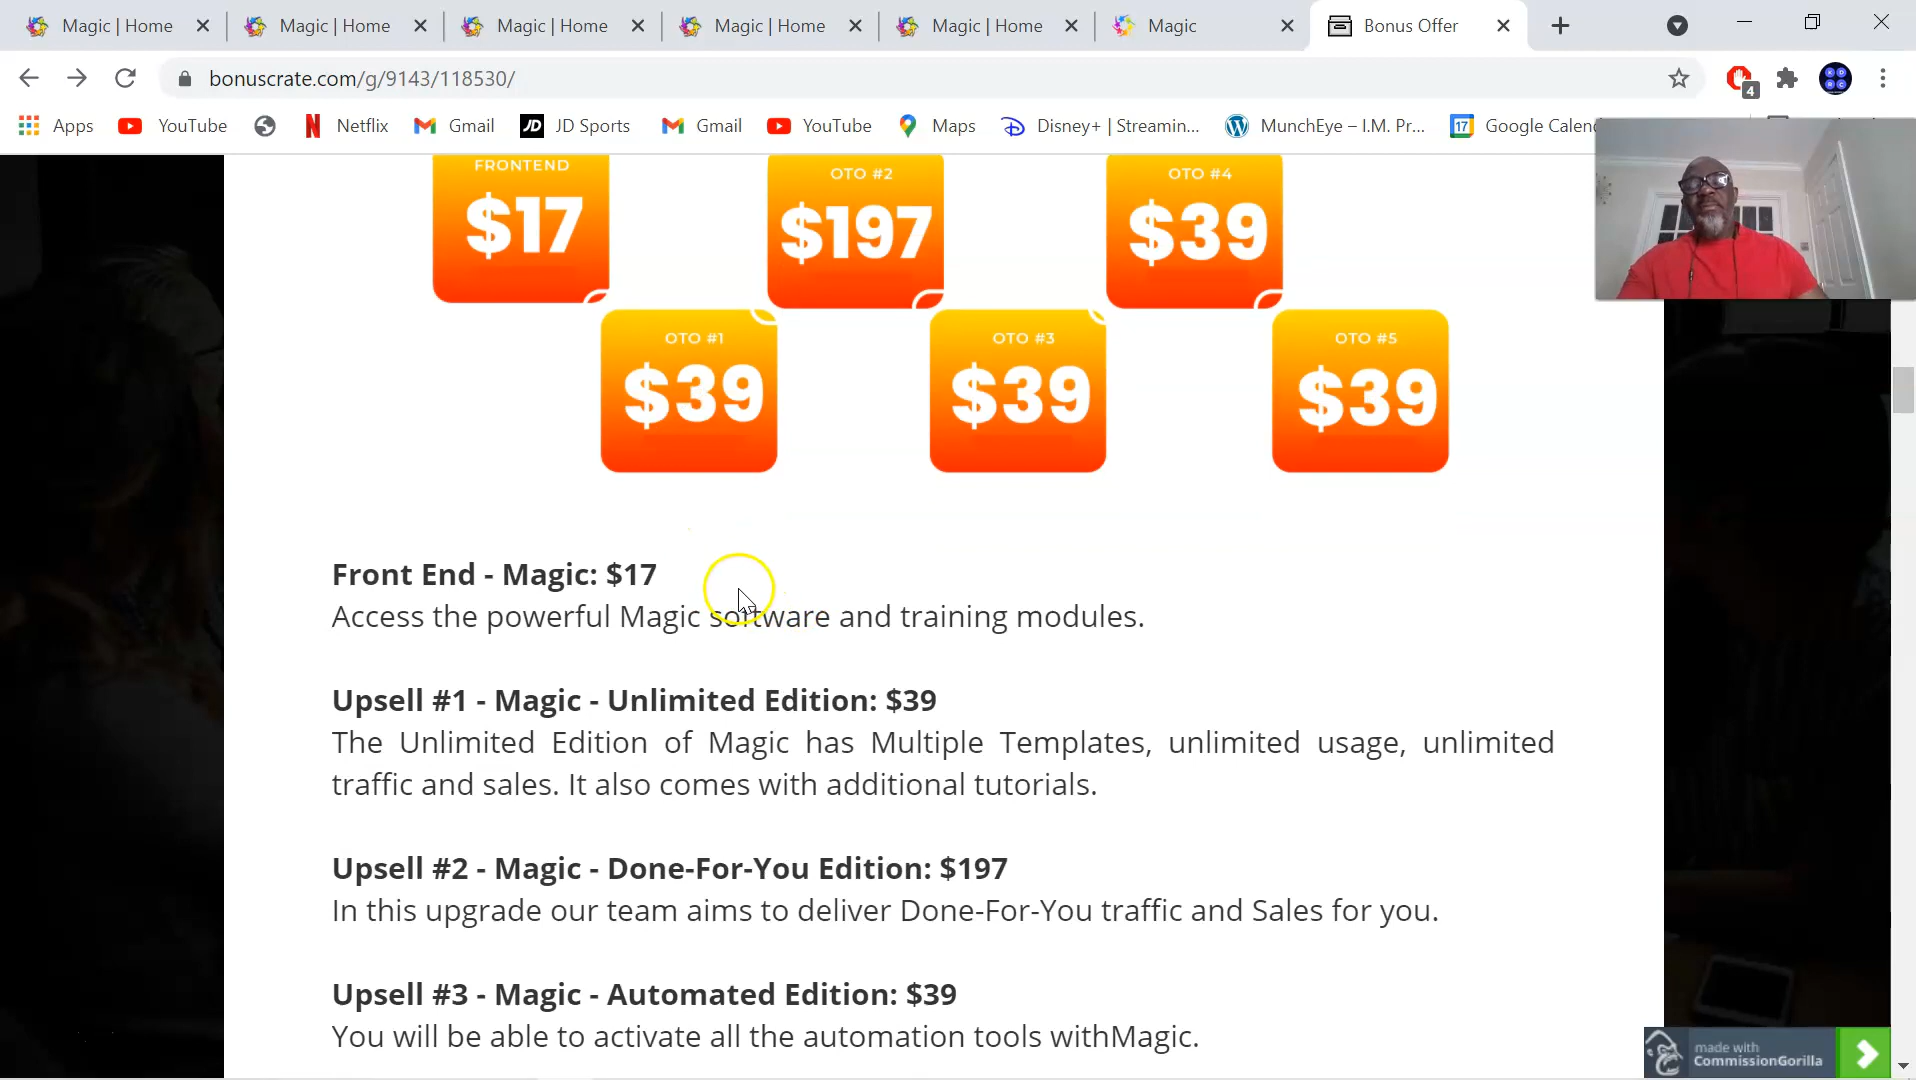 Magic | Home
Magic | Home
Magic | Home
Magic | Home
Magic | Home
Magic
Bonus Offer
bonuscrate.com/g/9143/118530/
4
Apps
YouTube
Netflix
Gmail
JD
JD Sports
Gmail
YouTube
Maps
Disney+ | Streamin...
MunchEye – I.M. Pr...
17
FRONTEND
$17
OTO #2
$197
OTO #4
$39
OTO #1
$39
OTO #3
$39
OTO #5
$39
Front End - Magic: $17
Access the powerful Magic software and training modules.
Upsell #1 - Magic - Unlimited Edition: $39
The Unlimited Edition of Magic has Multiple Templates, unlimited usage, unlimited
traffic and sales. It also comes with additional tutorials.
Upsell #2 - Magic - Done-For-You Edition: $197
In this upgrade our team aims to deliver Done-For-You traffic and Sales for you.
Upsell #3 - Magic - Automated Edition: $39
You will be able to activate all the automation tools withMagic.
made with
CommissionGorilla